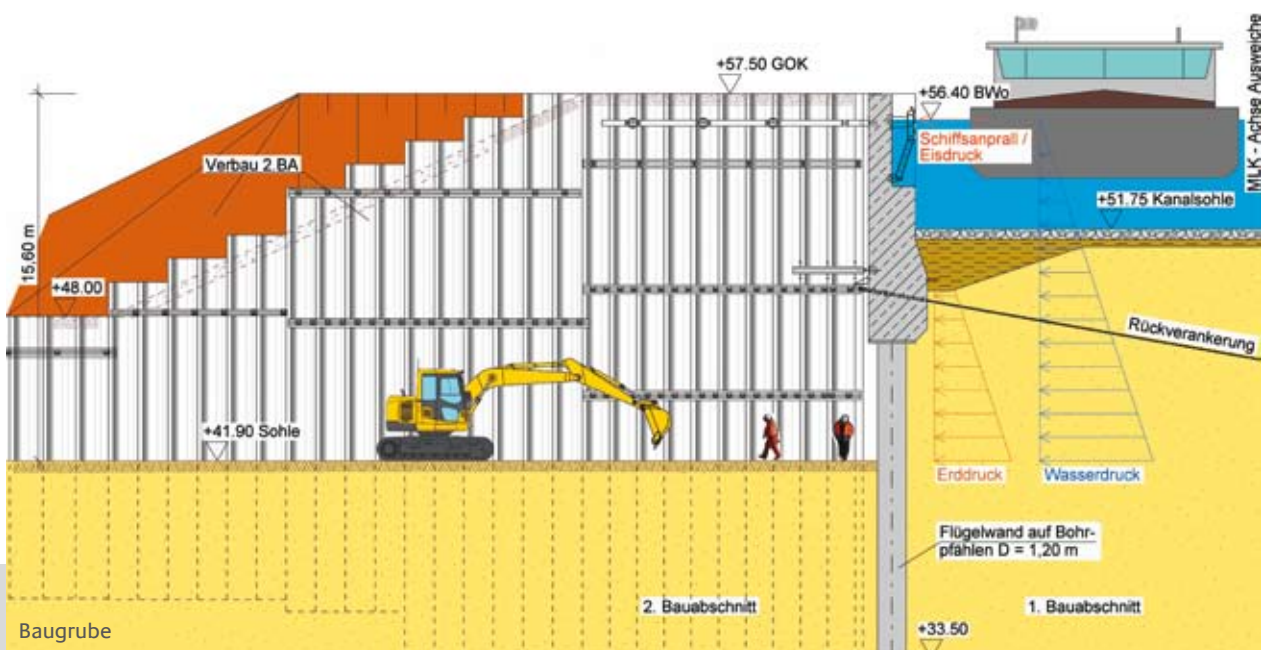 +57.50 GOK
+56.40 BWo
Schiffsanprall /
Eisdruck
MLK - Achse Ausweiche
Verbau 2.BA
+51.75 Kanalsohle
15,60 m
+48.00
Rückverankerung
+41.90 Sohle
Erddruck
Wasserdruck
Flügelwand auf Bohr-
pfählen D = 1,20 m
2. Bauabschnitt
1. Bauabschnitt
Baugrube
+33.50